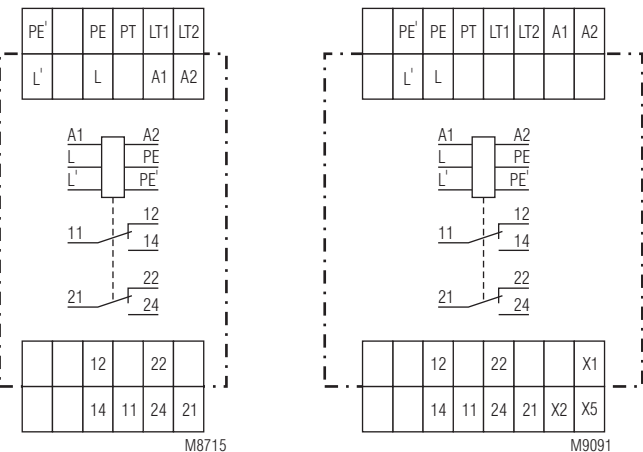 PE' PE PT LT1 LT2
L' L A1 A2
A1 A2
L PE
L' PE'
12
11 14
22
21 24
12 22
14 11 24 21
M8715
PE' PE PT LT1 LT2 A1 A2
L' L
A1 A2
L PE
L' PE'
12
11 14
22
21 24
12 22 X1
14 11 24 21 X2 X5
M9091